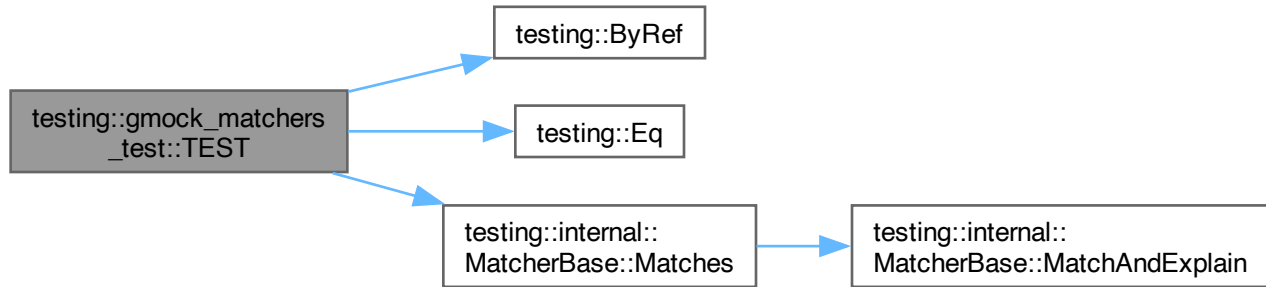 testing::ByRef
testing::gmock_matchers
_test::TEST
testing::Eq
testing::internal::
MatcherBase::Matches
testing::internal::
MatcherBase::MatchAndExplain